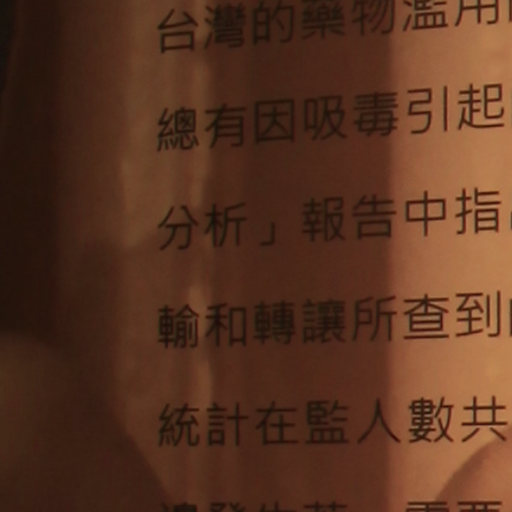 台灣的藥物濫用
總有因吸毒引起
分析」報告中指
輸和轉讓所查到
統計在監人數共